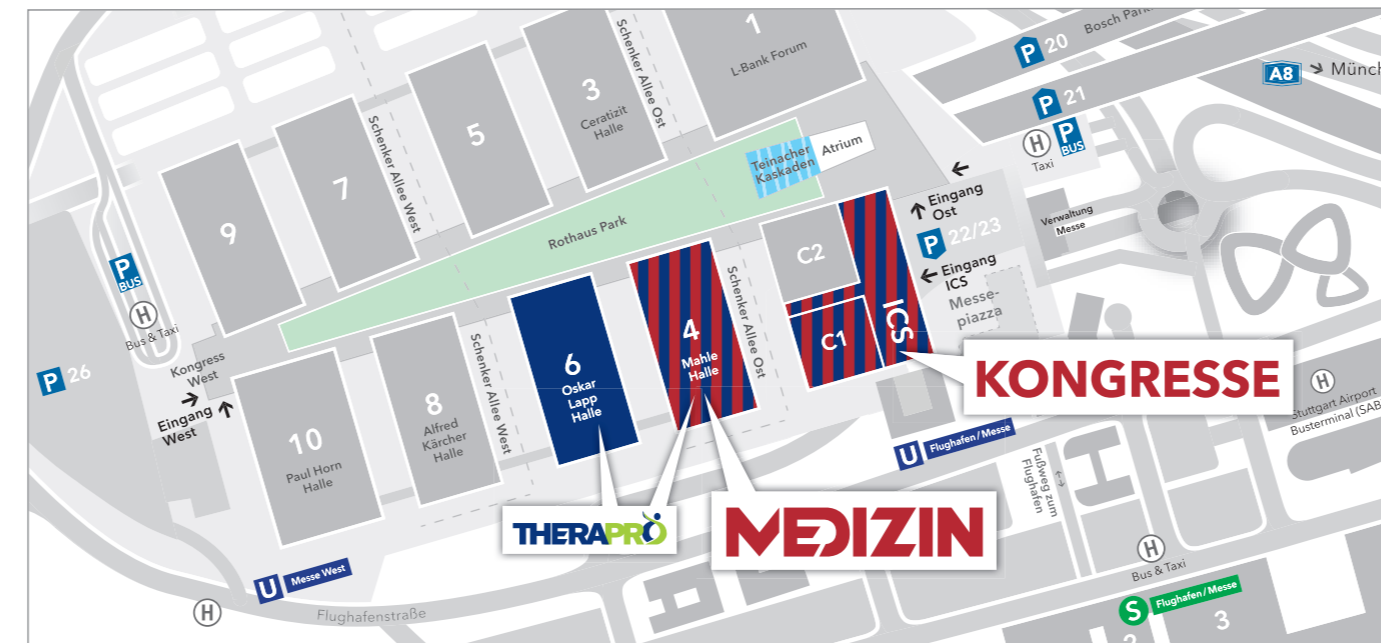 1
L-Bank Forum
Schenker Allee Ost
3
Ceratizit
Halle
5
Schenker Allee West
7
9
P 20
Bosch Park
P 21
A8
Münch
H
Taxi
P
BUS
Teinacher
Kaskaden
Atrium
Rothaus Park
Eingang
Ost
P 22/23
Verwaltung
Messe
Eingang
ICS
Messe-
piazza
C2
C1
ICS
KONGRESSE
P
BUS
H
Bus & Taxi
P 26
Kongress
West
Eingang
West
10
Paul Horn
Halle
8
Alfred
Kärcher
Halle
Schenker Allee West
6
Oskar
Lapp
Halle
4
Mahle
Halle
Schenker Allee Ost
THERAPRO
MEDIZIN
U Flughafen/Messe
Fußweg zum
Flughafen
H
Stuttgart Airport
Busterminal (SAB
H
Bus & Taxi
S Flughafen/Messe
2
3
U Messe West
H
Flughafenstraße